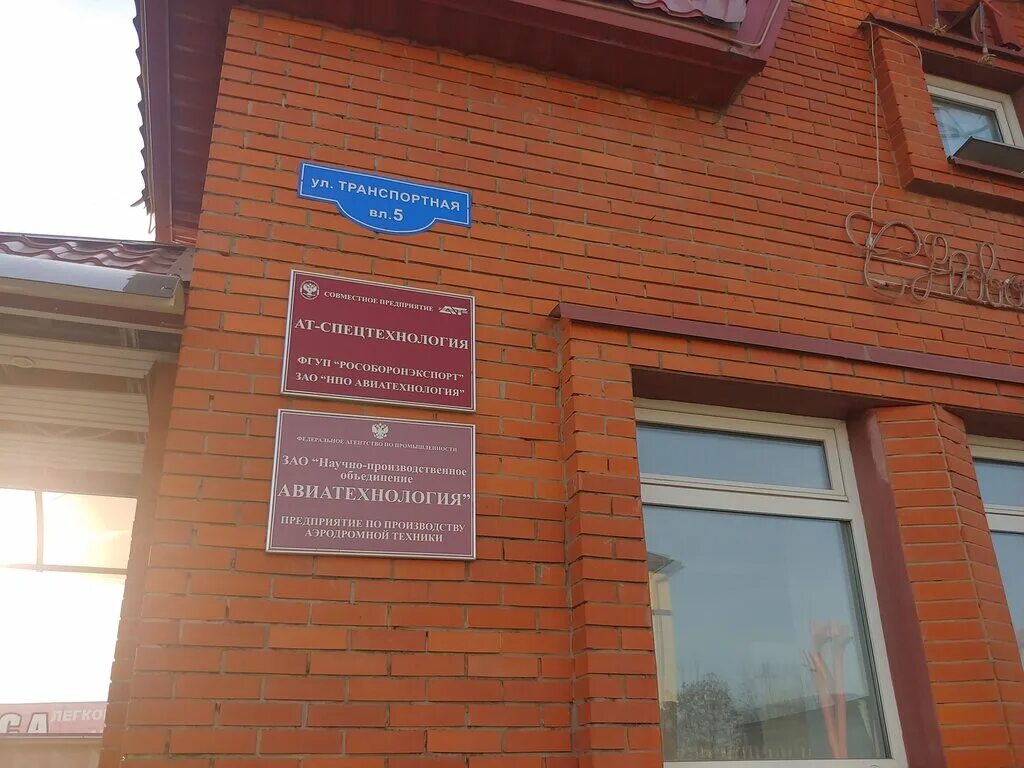 ул. ТРАНСПОРТНАЯ
вл.5
СОВМЕСТНОЕ ПРЕДПРИЯТИЕ
АТ-СПЕЦТЕХНОЛОГИЯ
ФГУП "РОСОБОРОНЭКСПОРТ"
ЗАО "НПО АВИАТЕХНОЛОГИЯ"
ФЕДЕРАЛЬНОЕ АГЕНТСТВО ПО ПРОМЫШЛЕННОСТИ
ЗАО "Научно-производственное
объединение
АВИАТЕХНОЛОГИЯ"
ПРЕДПРИЯТИЕ ПО ПРОИЗВОДСТВУ
АЭРОДРОМНОЙ ТЕХНИКИ
ЛЕГКОВ